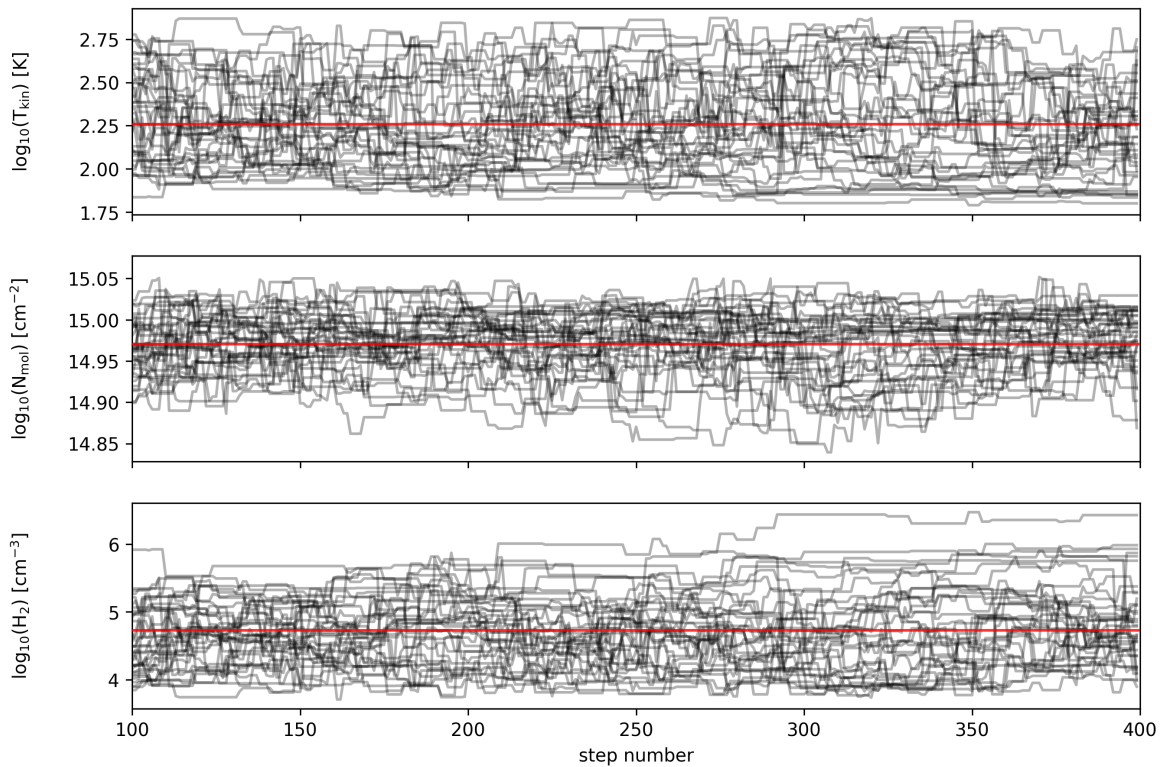 log₁₀(T_kin) [K]
2.75
2.50
2.25
2.00
1.75
log₁₀(N_mol) [cm⁻²]
15.05
15.00
14.95
14.90
14.85
log₁₀(H₂) [cm⁻³]
6
5
4
100 150 200 250 300 350 400
step number